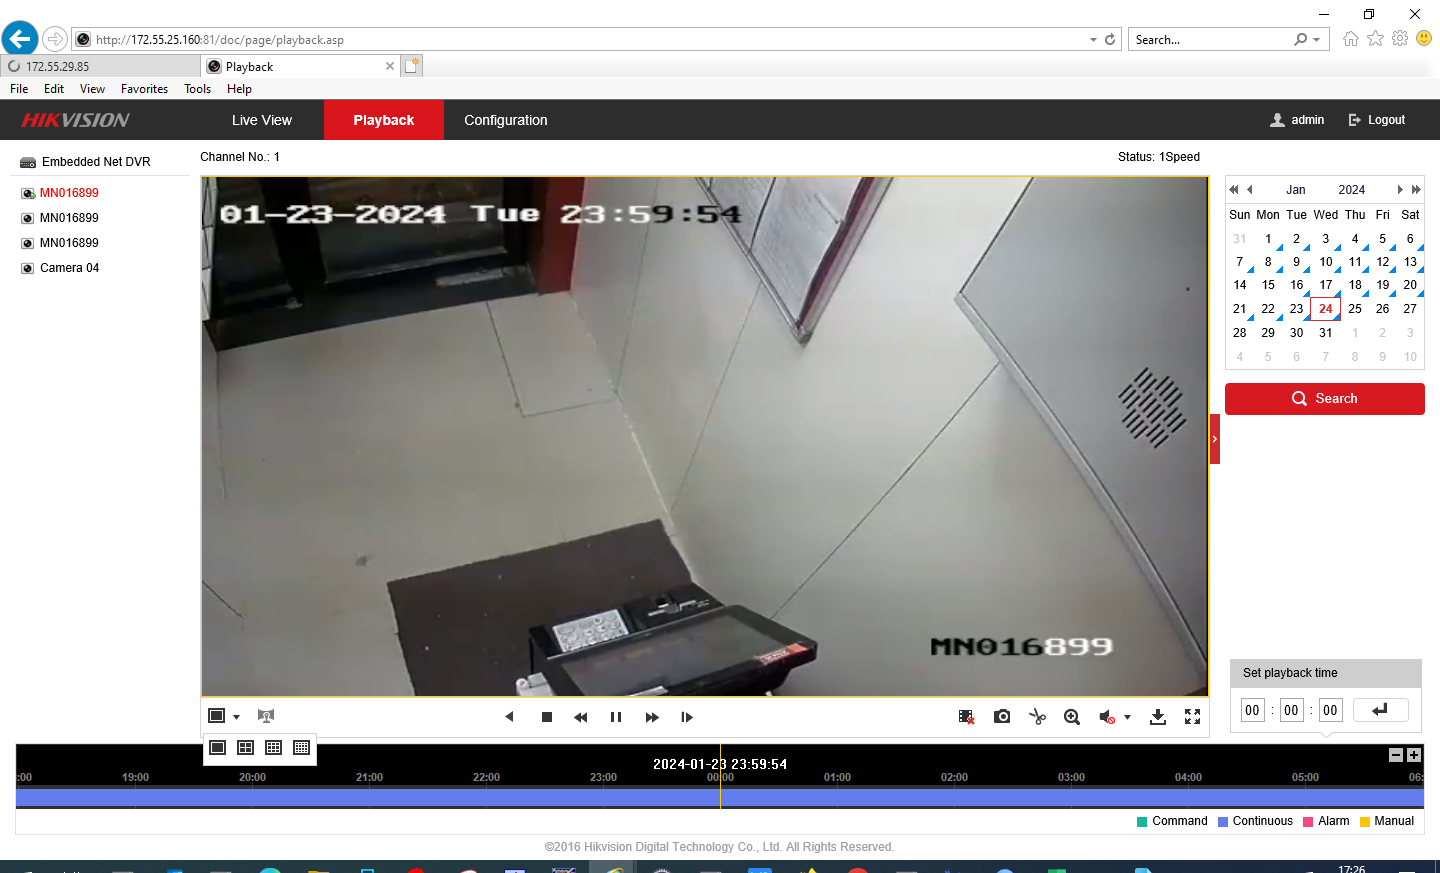 http://172.55.25.160:81/doc/page/playback.asp
Search...
172.55.29.85
Playback
File Edit View Favorites Tools Help
HIKVISION
Live View
Playback
Configuration
admin
Logout
Embedded Net DVR
MN016899
MN016899
MN016899
Camera 04
Channel No.: 1
Status: 1Speed
01-23-2024 Tue 23:59:54
MN016899
Jan 2024
Sun Mon Tue Wed Thu Fri Sat
31 1 2 3 4 5 6
7 8 9 10 11 12 13
14 15 16 17 18 19 20
21 22 23 24 25 26 27
28 29 30 31 1 2 3
4 5 6 7 8 9 10
Search
Set playback time
00 : 00 : 00
2024-01-23 23:59:54
:00 19:00 20:00 21:00 22:00 23:00 00:00 01:00 02:00 03:00 04:00 05:00 06:
Command Continuous Alarm Manual
©2016 Hikvision Digital Technology Co., Ltd. All Rights Reserved.
17:26